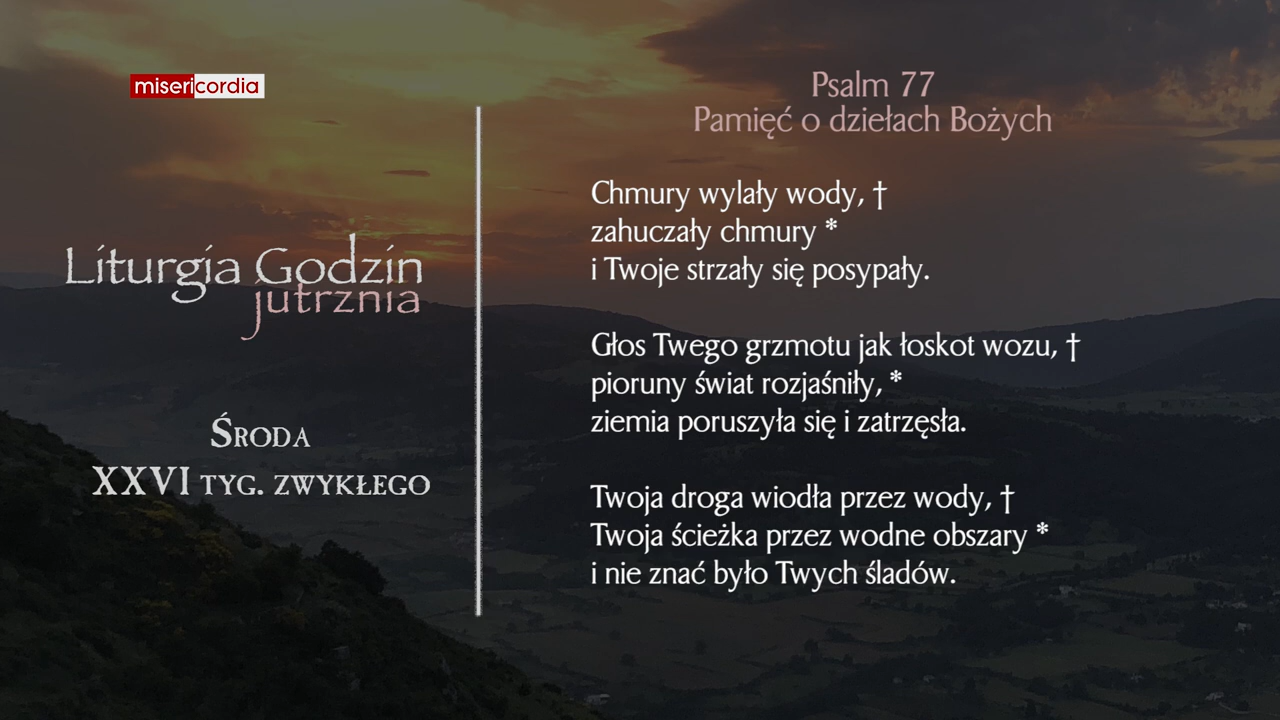 misericordia
Liturgia Godzin
jutrznia
Środa
XXVI tyg. zwykłego
Psalm 77
Pamięć o dziełach Bożych
Chmury wylały wody, †
zahuczały chmury *
i Twoje strzały się posypały.
Głos Twego grzmotu jak łoskot wozu, †
pioruny świat rozjaśniły, *
ziemia poruszyła się i zatrzęsła.
Twoja droga wiodła przez wody, †
Twoja ścieżka przez wodne obszary *
i nie znać było Twych śladów.